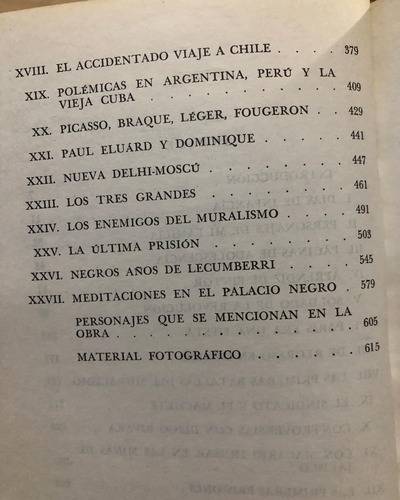 XVIII. EL ACCIDENTADO VIAJE A CHILE . . . . 379
XIX. POLÉMICAS EN ARGENTINA, PERÚ Y LA
VIEJA CUBA . . . . . . . . . 409
XX. PICASSO, BRAQUE, LÉGER, FOUGERON . . 429
XXI. PAUL ELUARD Y DOMINIQUE . . . . . 441
XXII. NUEVA DELHI-MOSCÚ . . . . . . . 447
XXIII. LOS TRES GRANDES . . . . . . . 461
XXIV. LOS ENEMIGOS DEL MURALISMO . . . . 491
XXV. LA ÚLTIMA PRISIÓN . . . . . . . 503
XXVI. NEGROS AÑOS DE LECUMBERRI . . . . 545
XXVII. MEDITACIONES EN EL PALACIO NEGRO . . 579
PERSONAJES QUE SE MENCIONAN EN LA
OBRA . . . . . . . . . . . 605
MATERIAL FOTOGRÁFICO . . . . . . 615